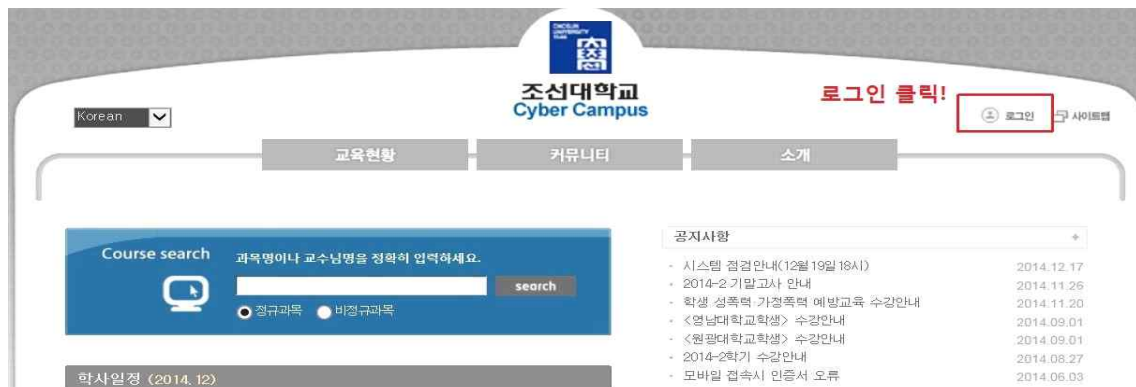 CHOSUN UNIVERSITY
조선대학교
Cyber Campus
로그인 클릭!
Korean
로그인
사이트맵
교육현황
커뮤니티
소개
Course search
과목명이나 교수님명을 정확히 입력하세요.
search
정규과목 비정규과목
학사일정 (2014. 12)
공지사항 +
- 시스템 점검안내(12월 19일 18시) 2014.12.17
- 2014-2 기말고사 안내 2014.11.26
- 학생 성폭력·가정폭력 예방교육 수강안내 2014.11.20
- <영남대학교학생> 수강안내 2014.09.01
- <원광대학교학생> 수강안내 2014.09.01
- 2014-2학기 수강안내 2014.08.27
- 모바일 접속시 인증서 오류 2014.06.03